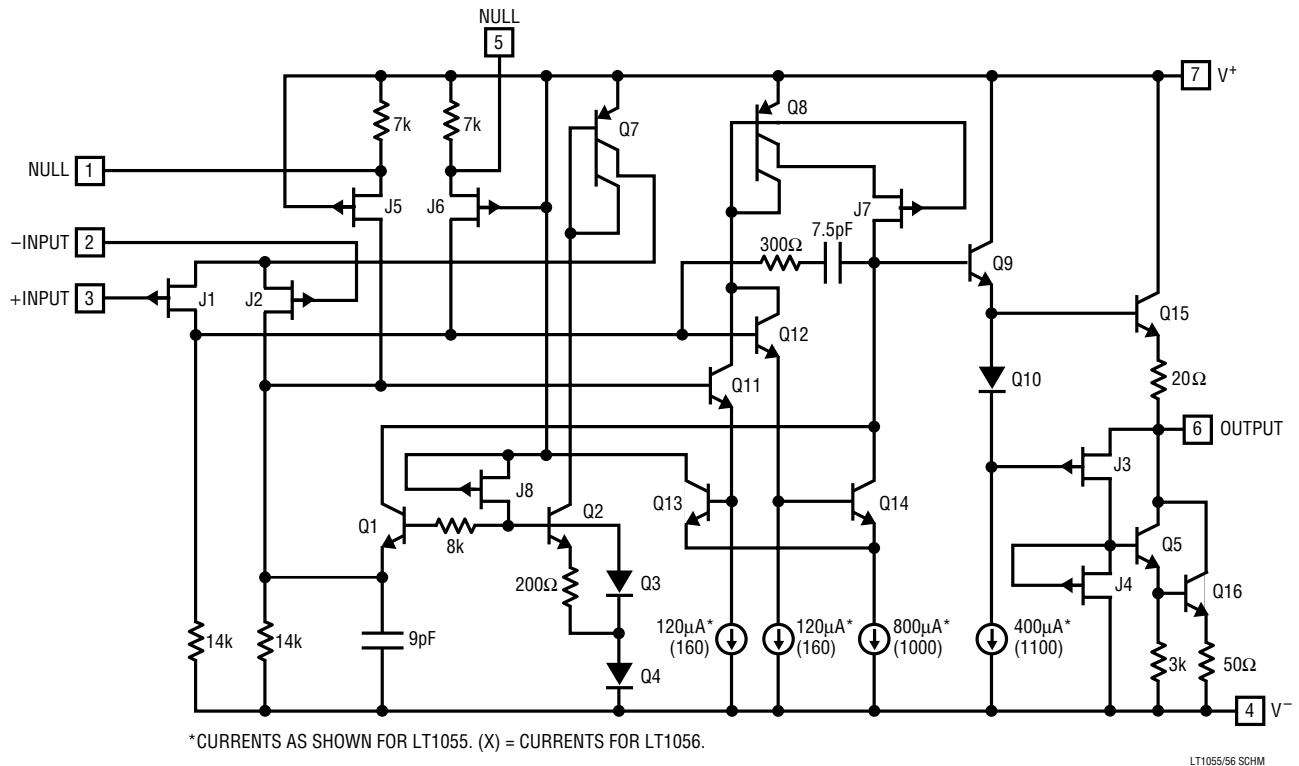 NULL
5
7 V+
7k
7k
Q7
Q8
NULL 1
J5
J6
J7
–INPUT 2
7.5pF
300Ω
Q9
+INPUT 3
J1
J2
Q12
Q15
Q11
Q10
20Ω
6 OUTPUT
J3
J8
Q13
Q14
Q1
Q2
8k
Q5
200Ω
Q3
J4
Q16
14k
14k
9pF
120µA*
(160)
120µA*
(160)
800µA*
(1000)
400µA*
(1100)
3k
50Ω
Q4
4 V–
*CURRENTS AS SHOWN FOR LT1055. (X) = CURRENTS FOR LT1056.
LT1055/56 SCHM